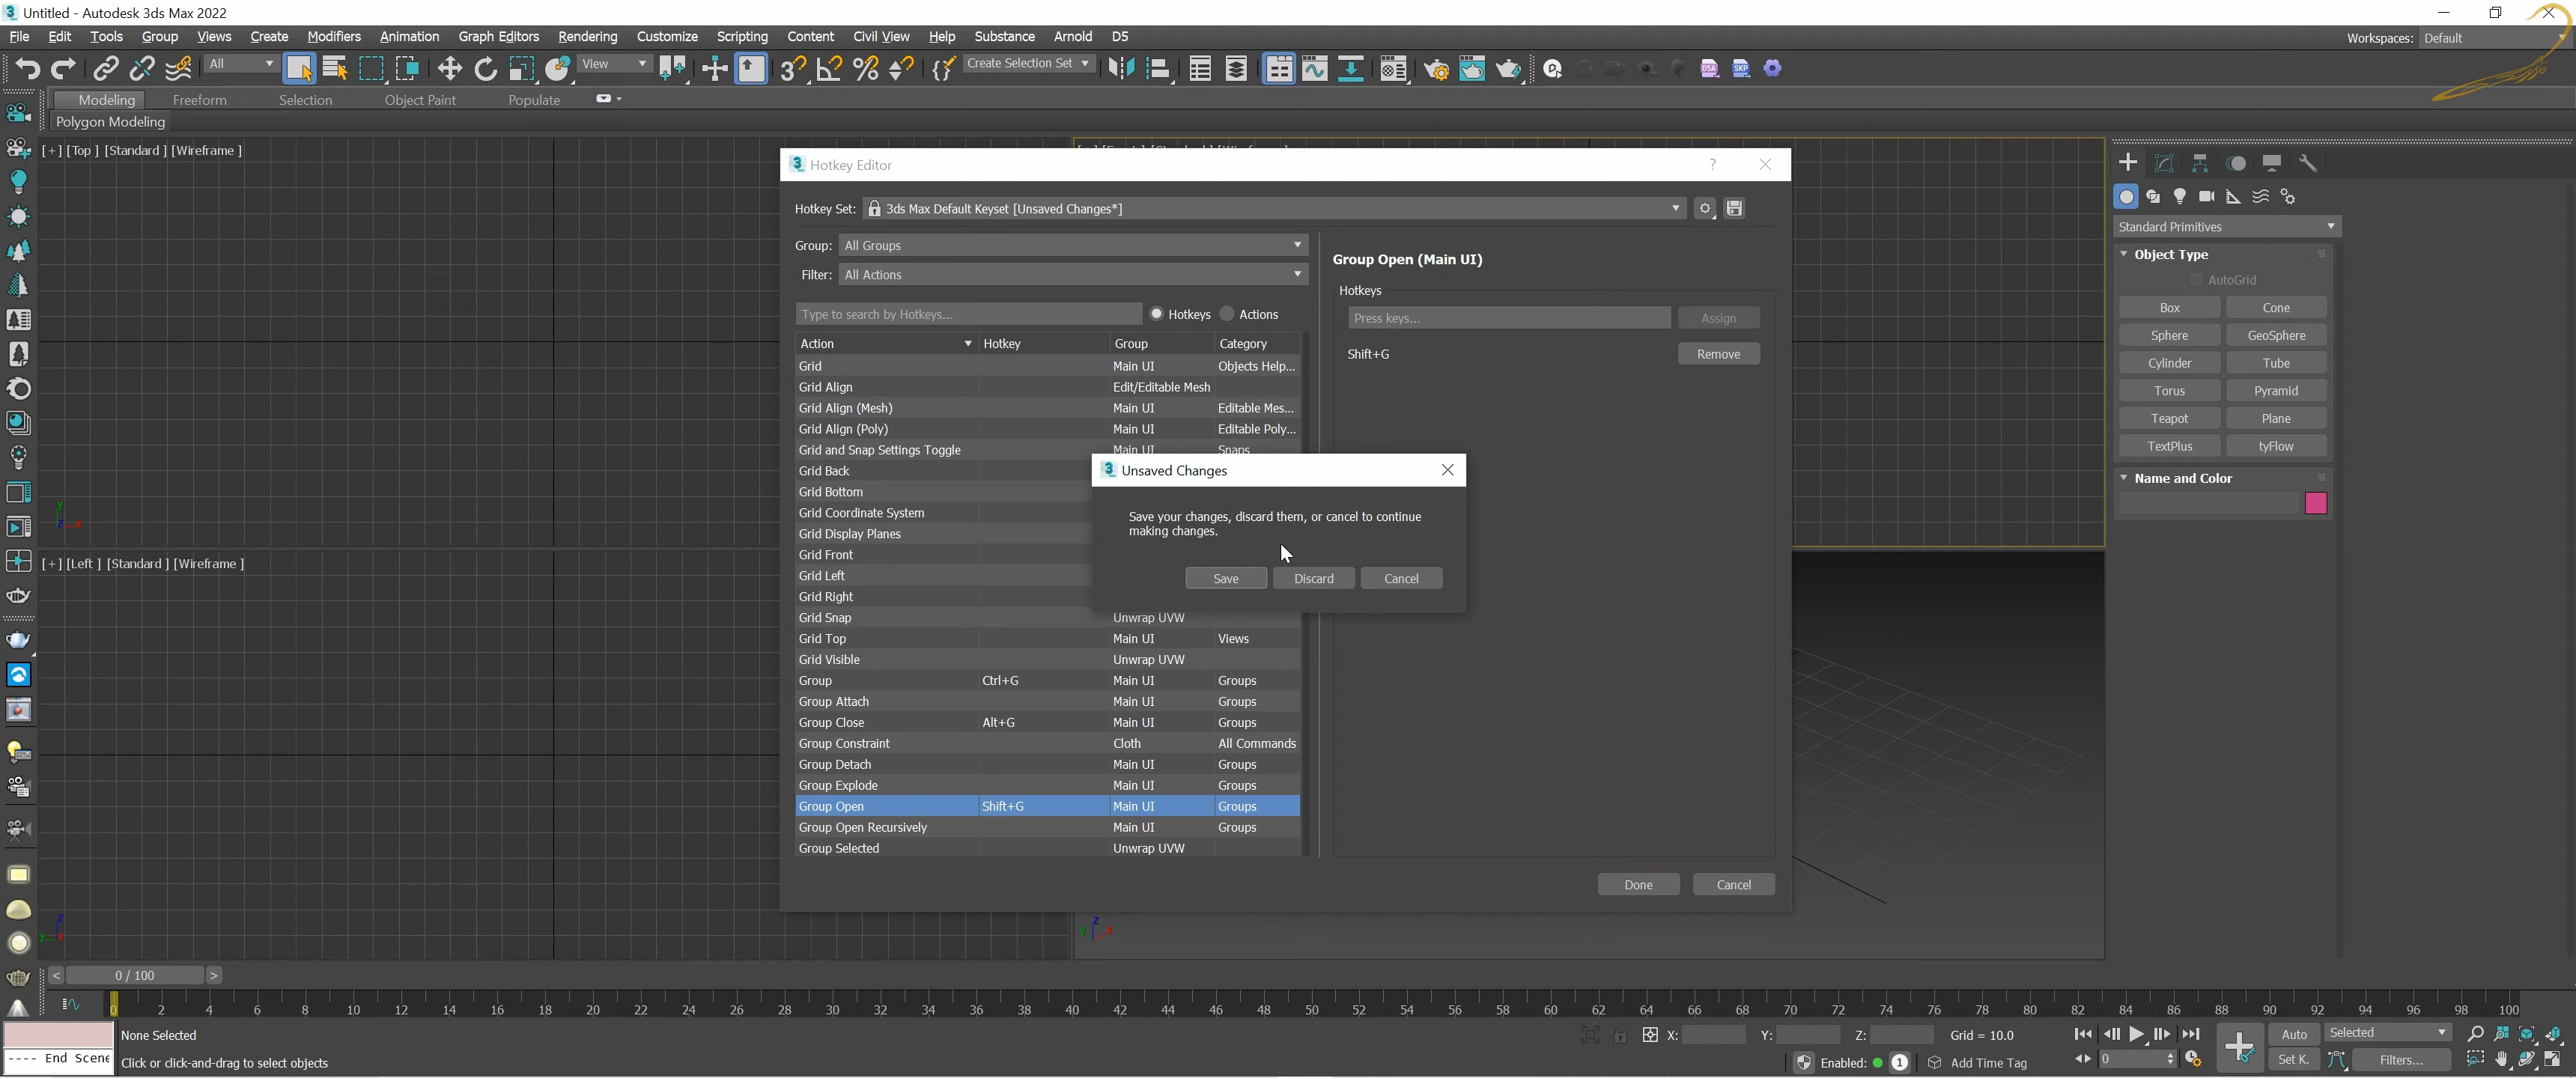 Untitled - Autodesk 3ds Max 2022
File Edit Tools Group Views Create Modifiers Animation Graph Editors Rendering Customize Scripting Content Civil View Help Substance Arnold D5 Workspaces: Default
All View Create Selection Set
Modeling Freeform Selection Object Paint Populate
Polygon Modeling
[+] [Top ] [Standard ] [Wireframe ]
Hotkey Editor ?
Hotkey Set: 3ds Max Default Keyset [Unsaved Changes*]
Group: All Groups
Filter: All Actions
Type to search by Hotkeys... Hotkeys Actions
Action Hotkey Group Category
Grid Main UI Objects Help...
Grid Align Edit/Editable Mesh
Grid Align (Mesh) Main UI Editable Mes...
Grid Align (Poly) Main UI Editable Poly...
Grid and Snap Settings Toggle Main UI Snaps
Grid Back
Grid Bottom
Grid Coordinate System
Grid Display Planes
Grid Front
Grid Left
Grid Right
Grid Snap Unwrap UVW
Grid Top Main UI Views
Grid Visible Unwrap UVW
Group Ctrl+G Main UI Groups
Group Attach Main UI Groups
Group Close Alt+G Main UI Groups
Group Constraint Cloth All Commands
Group Detach Main UI Groups
Group Explode Main UI Groups
Group Open Shift+G Main UI Groups
Group Open Recursively Main UI Groups
Group Selected Unwrap UVW
Group Open (Main UI)
Hotkeys
Press keys... Assign
Shift+G Remove
Done Cancel
Unsaved Changes
Save your changes, discard them, or cancel to continue
making changes.
Save Discard Cancel
Standard Primitives
Object Type
AutoGrid
Box Cone
Sphere GeoSphere
Cylinder Tube
Torus Pyramid
Teapot Plane
TextPlus tyFlow
Name and Color
[+] [Left ] [Standard ] [Wireframe ]
< 0 / 100 >
0 2 4 6 8 10 12 14 16 18 20 22 24 26 28 30 32 34 36 38 40 42 44 46 48 50 52 54 56 58 60 62 64 66 68 70 72 74 76 78 80 82 84 86 88 90 92 94 96 98 100
None Selected X: Y: Z: Grid = 10.0 Auto Selected
---- End Scene Click or click-and-drag to select objects Enabled: 1 Add Time Tag 0 Set K. Filters...